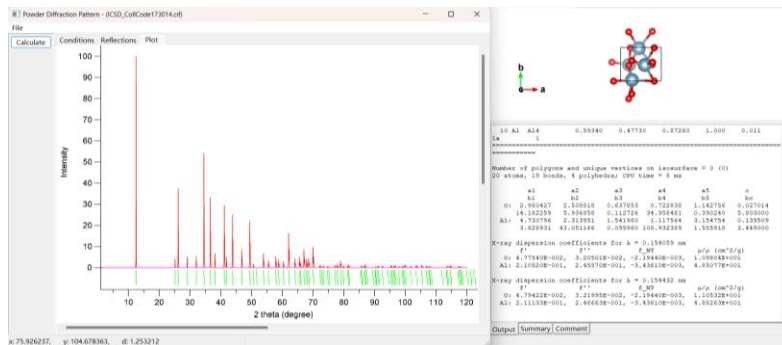 Powder Diffraction Pattern - (ICSD_CollCode173014.cif)
File
Calculate
Conditions Reflections Plot
100
90
80
70
60
50
40
30
20
10
0
Intensity
10 20 30 40 50 60 70 80 90 100 110 120
2 theta (degree)
x: 75.926237, y: 104.678363, d: 1.253212
b
a
10 Al Al4 0.59340 0.47730 0.87280 1.000 0.011
1a 1
Number of polygons and unique vertices on isosurface = 0 (0)
20 atoms, 19 bonds, 4 polyhedra; CPU time = 8 ms
a1 a2 a3 a4 a5 c
b1 b2 b3 b4 b5
O: 2.960427 2.508818 0.637853 0.722838 1.142756 0.027014
14.182259 5.936858 0.112726 34.958481 0.390240 5.803000
Al: 4.730796 2.313951 1.541980 1.117564 3.154754 0.139509
3.628931 43.051166 0.095960 108.932389 1.555918 3.449000
X-ray dispersion coefficients for λ = 0.154059 nm
f' f'' f_NT μ/ρ (cm^2/g)
O: 4.77540E-002, 3.20501E-002, -2.19440E-003, 1.09804E+001
Al: 2.10520E-001, 2.45570E-001, -3.43610E-003, 4.85077E+001
X-ray dispersion coefficients for λ = 0.154432 nm
f' f'' f_NT μ/ρ (cm^2/g)
O: 4.79422E-002, 3.21995E-002, -2.19440E-003, 1.10532E+001
Al: 2.11133E-001, 2.46663E-001, -3.43610E-003, 4.88263E+001
Output Summary Comment